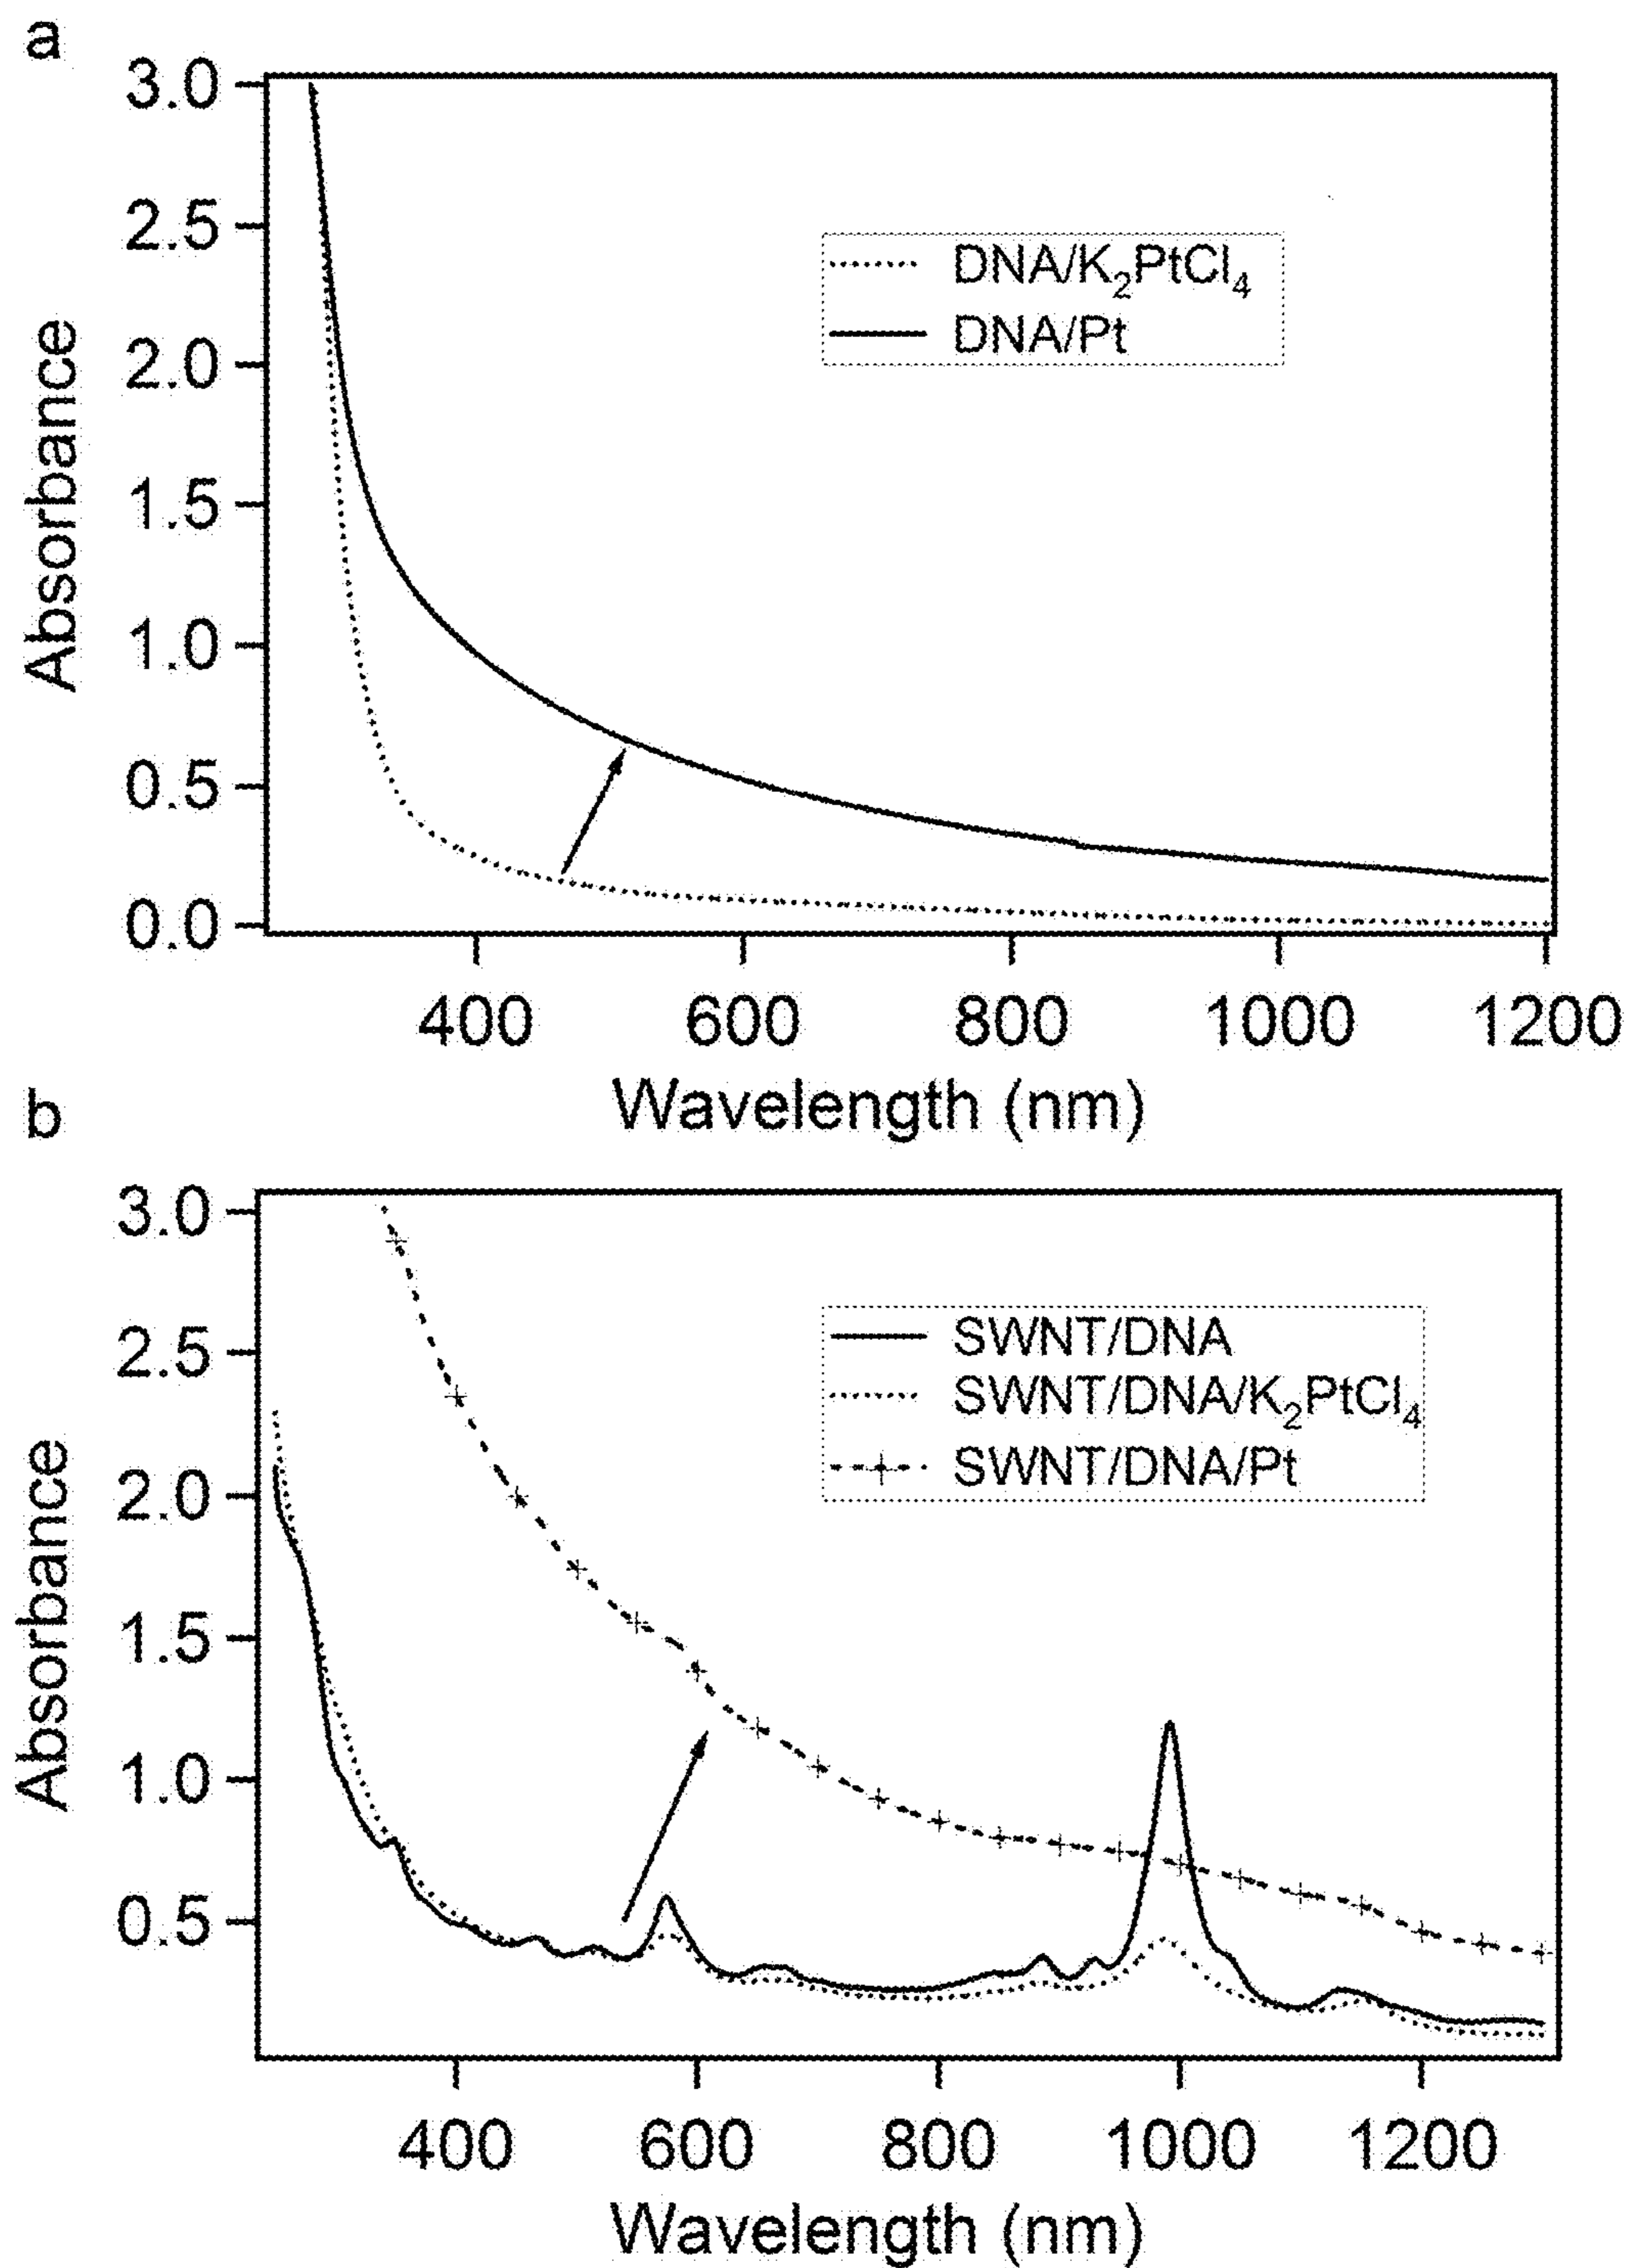 a
3.0
2.5
2.0
1.5
1.0
0.5
0.0
Absorbance
DNA/K₂PtCl₄
DNA/Pt
400 600 800 1000 1200
Wavelength (nm)
b
3.0
2.5
2.0
1.5
1.0
0.5
Absorbance
SWNT/DNA
SWNT/DNA/K₂PtCl₄
SWNT/DNA/Pt
400 600 800 1000 1200
Wavelength (nm)